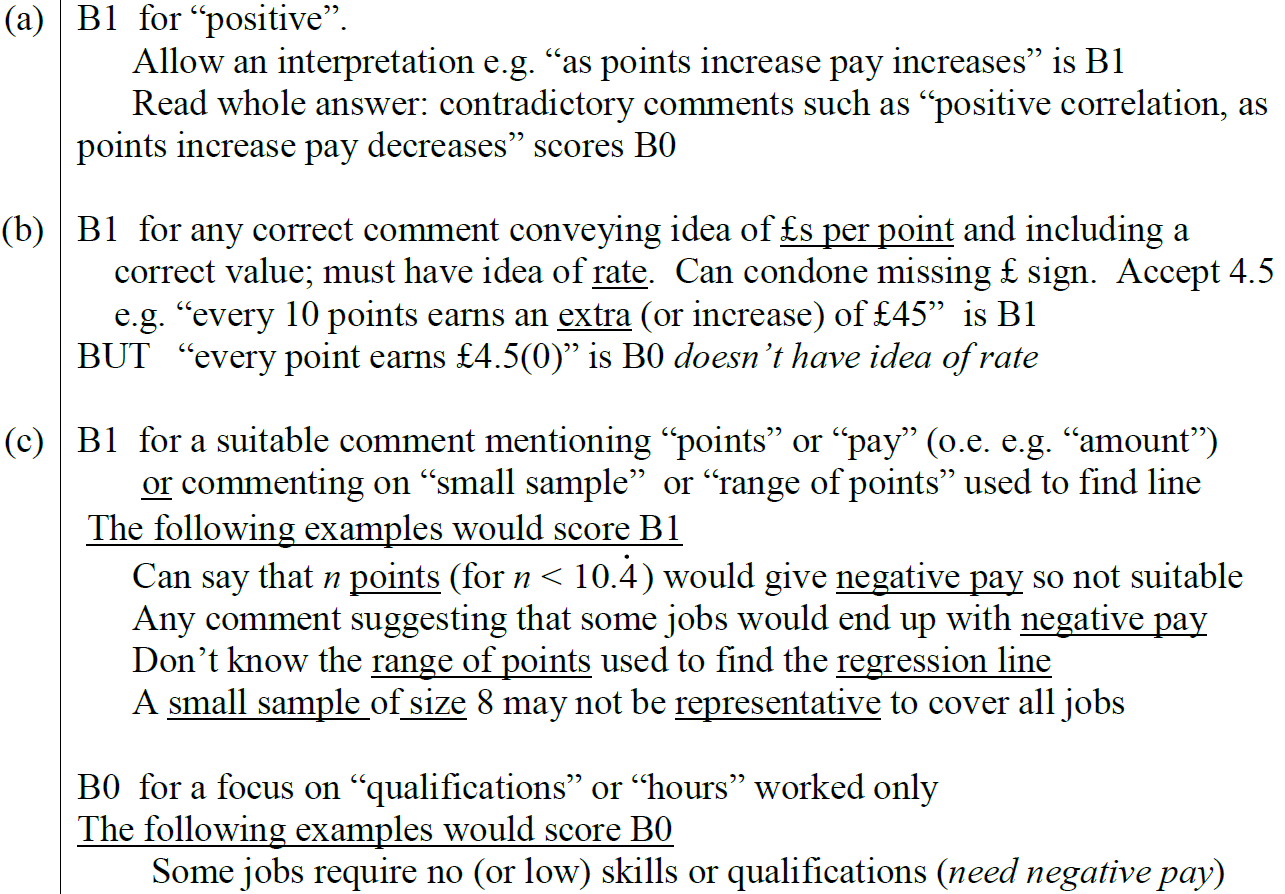 (a) B1 for “positive”.
Allow an interpretation e.g. “as points increase pay increases” is B1
Read whole answer: contradictory comments such as “positive correlation, as
points increase pay decreases” scores B0
(b) B1 for any correct comment conveying idea of £s per point and including a
correct value; must have idea of rate. Can condone missing £ sign. Accept 4.5
e.g. “every 10 points earns an extra (or increase) of £45” is B1
BUT “every point earns £4.5(0)” is B0 doesn’t have idea of rate
(c) B1 for a suitable comment mentioning “points” or “pay” (o.e. e.g. “amount”)
or commenting on “small sample” or “range of points” used to find line
The following examples would score B1
Can say that n points (for n < 10.4̇ ) would give negative pay so not suitable
Any comment suggesting that some jobs would end up with negative pay
Don’t know the range of points used to find the regression line
A small sample of size 8 may not be representative to cover all jobs
B0 for a focus on “qualifications” or “hours” worked only
The following examples would score B0
Some jobs require no (or low) skills or qualifications (need negative pay)